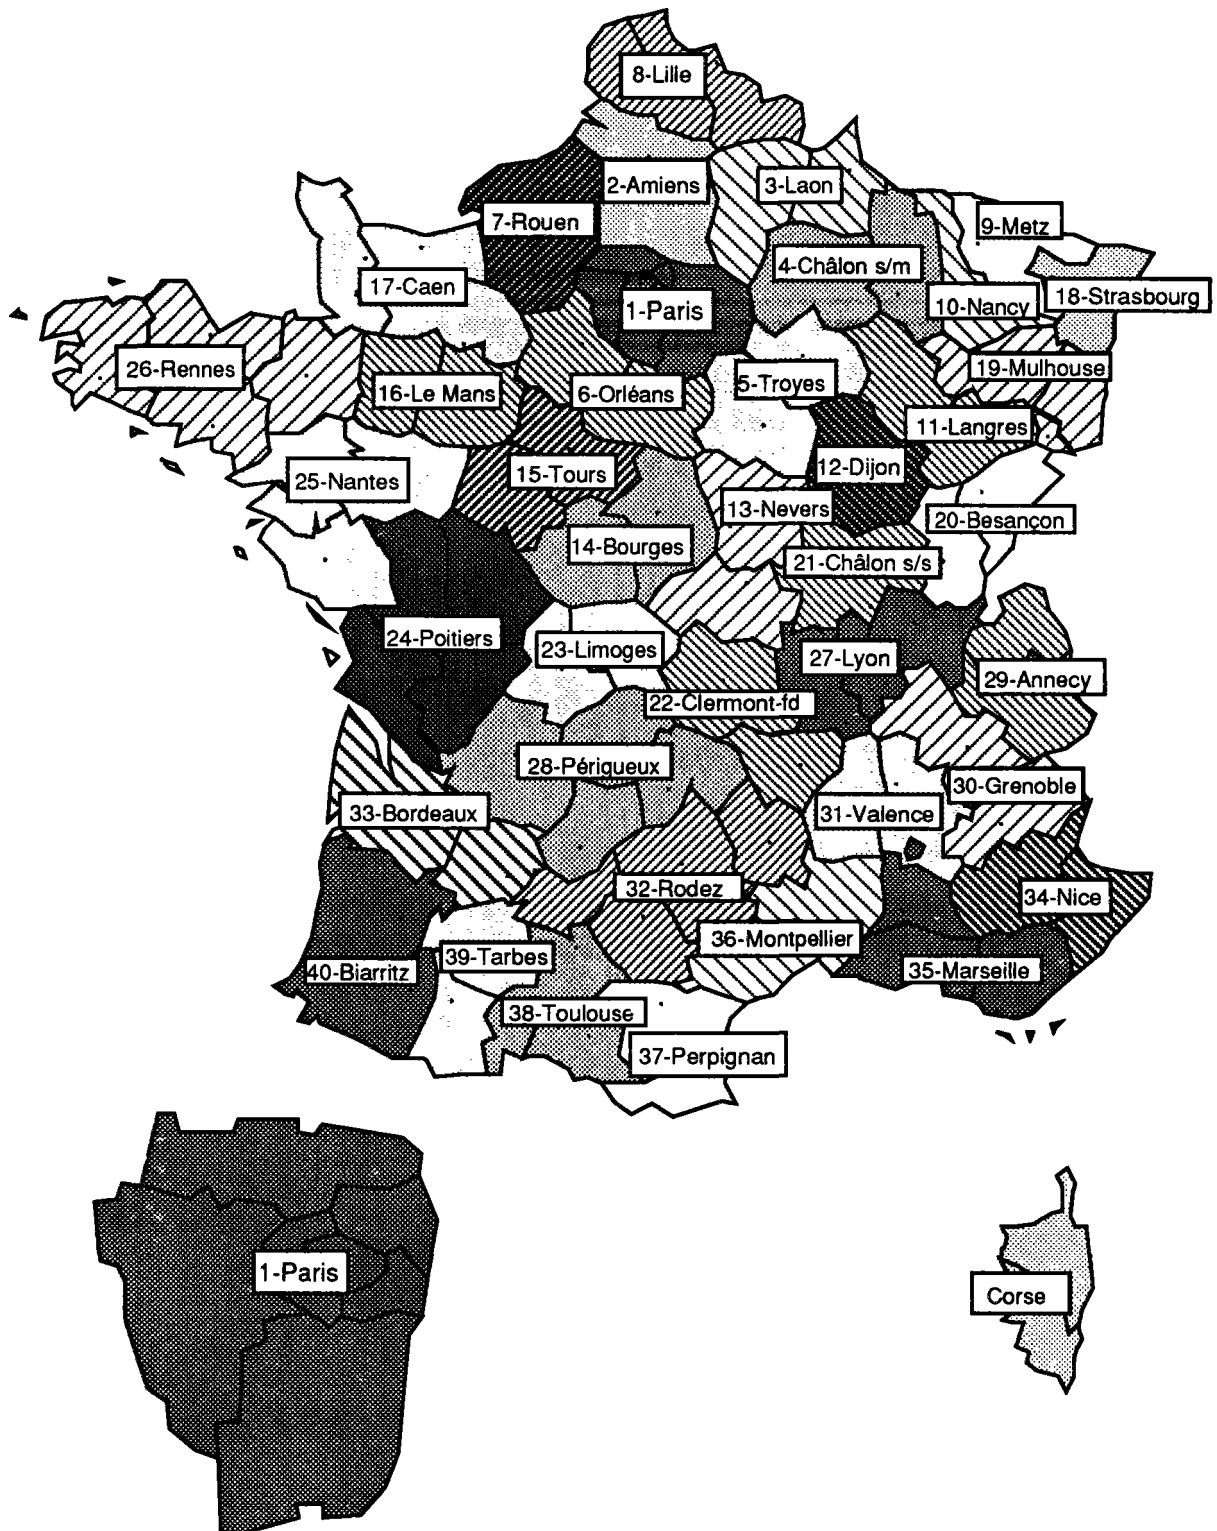 8-Lille
2-Amiens
3-Laon
7-Rouen
9-Metz
4-Châlon s/m
17-Caen
1-Paris
10-Nancy
18-Strasbourg
26-Rennes
16-Le Mans
6-Orléans
5-Troyes
19-Mulhouse
11-Langres
25-Nantes
15-Tours
12-Dijon
13-Nevers
20-Besançon
14-Bourges
21-Châlon s/s
24-Poitiers
23-Limoges
27-Lyon
29-Annecy
22-Clermont-fd
28-Périgueux
33-Bordeaux
31-Valence
30-Grenoble
32-Rodez
34-Nice
36-Montpellier
39-Tarbes
40-Biarritz
35-Marseille
38-Toulouse
37-Perpignan
1-Paris
Corse